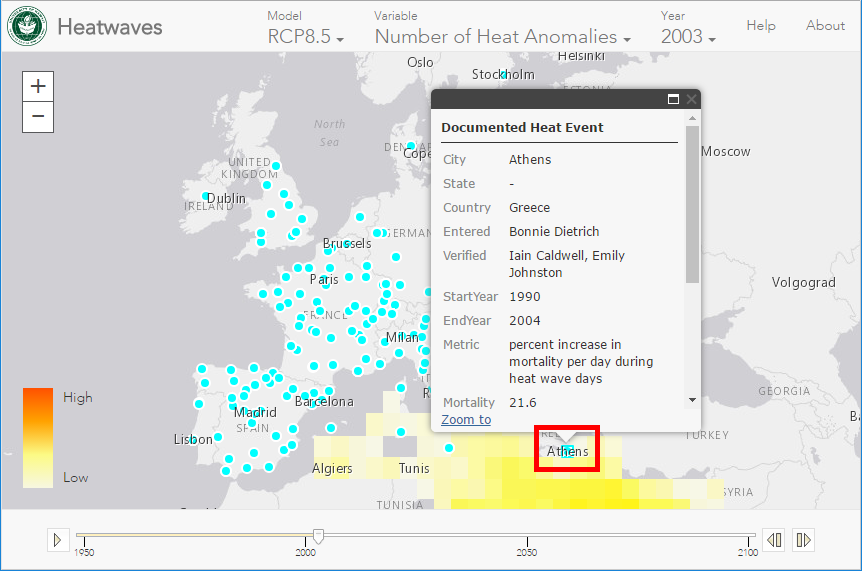 Heatwaves
Model
RCP8.5
Variable
Number of Heat Anomalies
Year
2003
Help
About
+
−
Oslo
Helsinki
Stockholm
ESTONIA
North
Sea
Moscow
UNITED
KINGDOM
Dublin
IRELAND
Brussels
GERMAN
Paris
FRANCE
Volgograd
Milan
Barcelona
Madrid
SPAIN
Lisbon
GEORGIA
TURKEY
Athens
Algiers
Tunis
TUNISIA
SYRIA
Documented Heat Event
City Athens
State -
Country Greece
Entered Bonnie Dietrich
Verified Iain Caldwell, Emily
Johnston
StartYear 1990
EndYear 2004
Metric percent increase in
mortality per day during
heat wave days
Mortality 21.6
Zoom to
High
Low
1950
2000
2050
2100